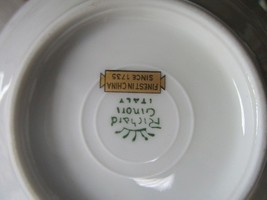 FINEST IN CHINA
SINCE 1735
Richard
Ginori
ITALY